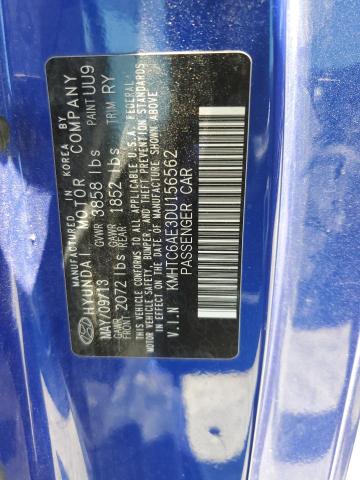 MANUFACTURED IN KOREA BY
HYUNDAI MOTOR COMPANY
MAY/09/13 GVWR 3858 lbs PAINT UU9
GAWR FRON. 2072 lbs GAWR REAR 1852 lbs TRIM RY
THIS VEHICLE CONFORMS TO ALL APPLICABLE U.S.A. FEDERAL
MOTOR VEHICLE SAFETY, BUMPER, AND THEFT PREVENTION STANDARDS
IN EFFECT ON THE DATE OF MANUFACTURE SHOWN ABOVE.
V.I.N KMHTC6AE3DU156562
PASSENGER CAR